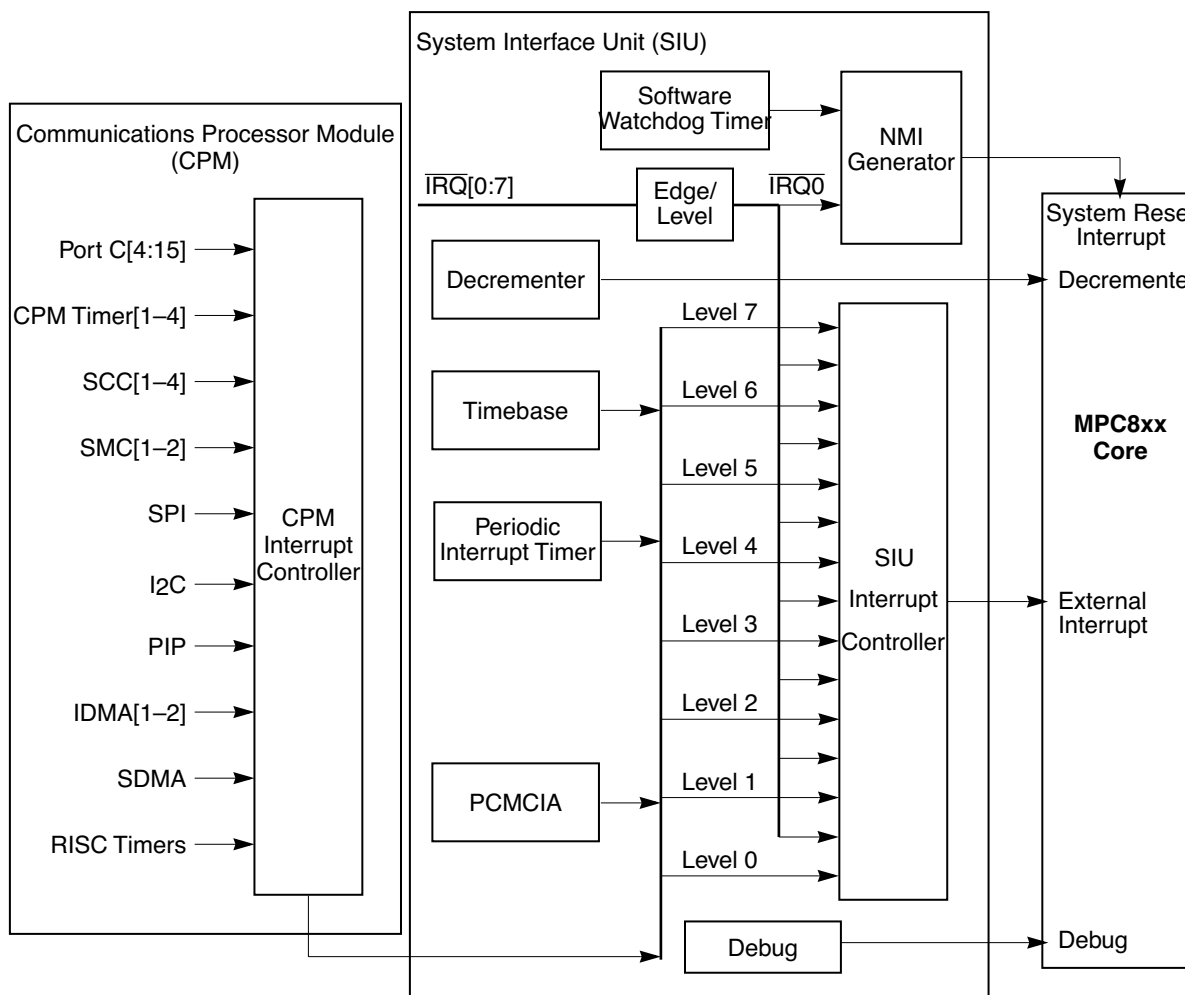 System Interface Unit (SIU)
Communications Processor Module
(CPM)
Port C[4:15]
CPM Timer[1–4]
SCC[1–4]
SMC[1–2]
SPI
I2C
PIP
IDMA[1–2]
SDMA
RISC Timers
CPM
Interrupt
Controller
Software
Watchdog Timer
NMI
Generator
IRQ[0:7]
Edge/
Level
IRQ0
Decrementer
Timebase
Periodic
Interrupt Timer
PCMCIA
Level 7
Level 6
Level 5
Level 4
Level 3
Level 2
Level 1
Level 0
SIU
Interrupt
Controller
Debug
System Rese
Interrupt
Decremente
MPC8xx
Core
External
Interrupt
Debug